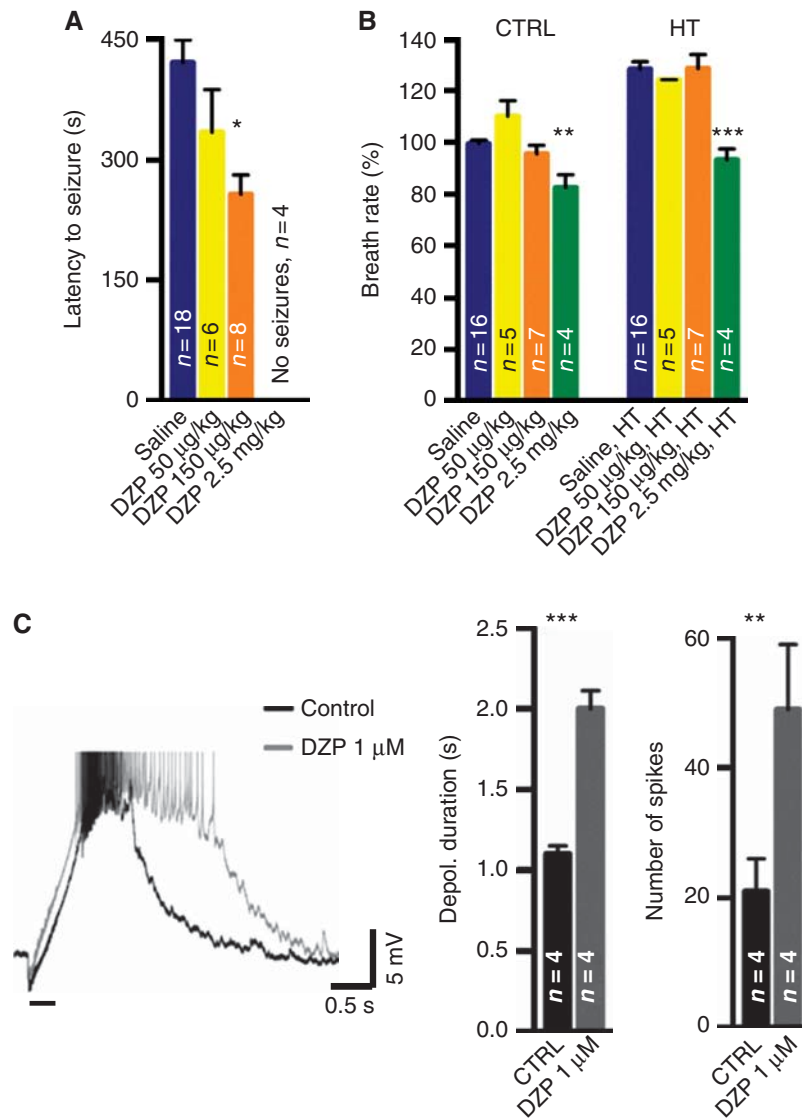 A
Latency to seizure (s)
450
300
150
0
n=18
n=6
n=8
*
No seizures, n=4
Saline
DZP 50 µg/kg
DZP 150 µg/kg
DZP 2.5 mg/kg
B
CTRL
HT
Breath rate (%)
140
120
100
80
60
40
20
0
**
***
n=16
n=5
n=7
n=4
n=16
n=5
n=7
n=4
Saline
DZP 50 µg/kg
DZP 150 µg/kg
DZP 2.5 mg/kg
Saline, HT
DZP 50 µg/kg, HT
DZP 150 µg/kg, HT
DZP 2.5 mg/kg, HT
C
Control
DZP 1 µM
5 mV
0.5 s
Depol. duration (s)
2.5
2.0
1.5
1.0
0.5
0.0
***
n=4
n=4
CTRL
DZP 1 µM
Number of spikes
60
40
20
0
**
n=4
n=4
CTRL
DZP 1 µM